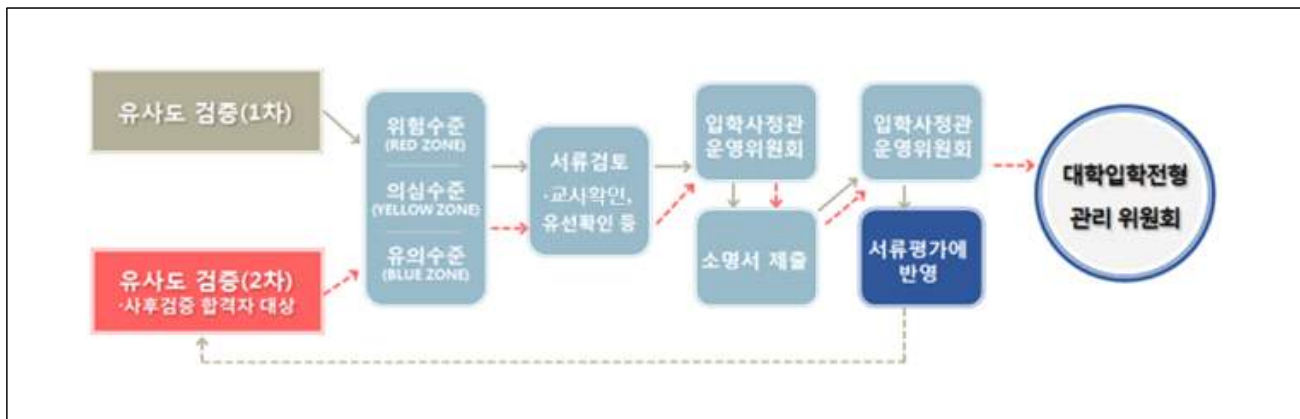 유사도 검증(1차)
유사도 검증(2차)
·사후검증 합격자 대상
위험수준
(RED ZONE)
의심수준
(YELLOW ZONE)
유의수준
(BLUE ZONE)
서류검토
·교사확인,
유선확인 등
입학사정관
운영위원회
소명서 제출
입학사정관
운영위원회
서류평가에
반영
대학입학전형
관리 위원회